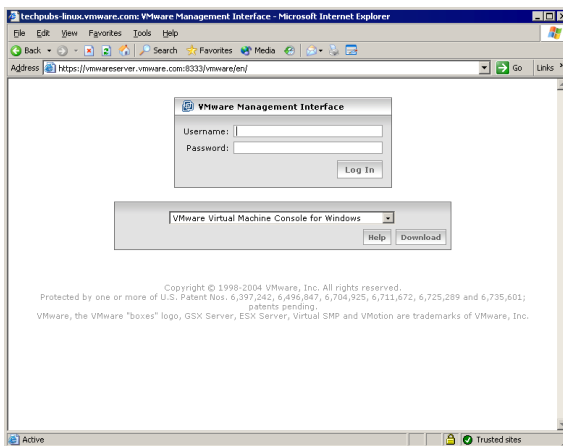 techpubs-linux.vmware.com: VMware Management Interface - Microsoft Internet Explorer
File Edit View Favorites Tools Help
Back Search Favorites Media
Address https://vmwareserver.vmware.com:8333/vmware/en/ Go Links »
VMware Management Interface
Username:
Password:
Log In
VMware Virtual Machine Console for Windows
Help Download
Copyright © 1998-2004 VMware, Inc. All rights reserved.
Protected by one or more of U.S. Patent Nos. 6,397,242, 6,496,847, 6,704,925, 6,711,672, 6,725,289 and 6,735,601;
patents pending.
VMware, the VMware "boxes" logo, GSX Server, ESX Server, Virtual SMP and VMotion are trademarks of VMware, Inc.
Active Trusted sites